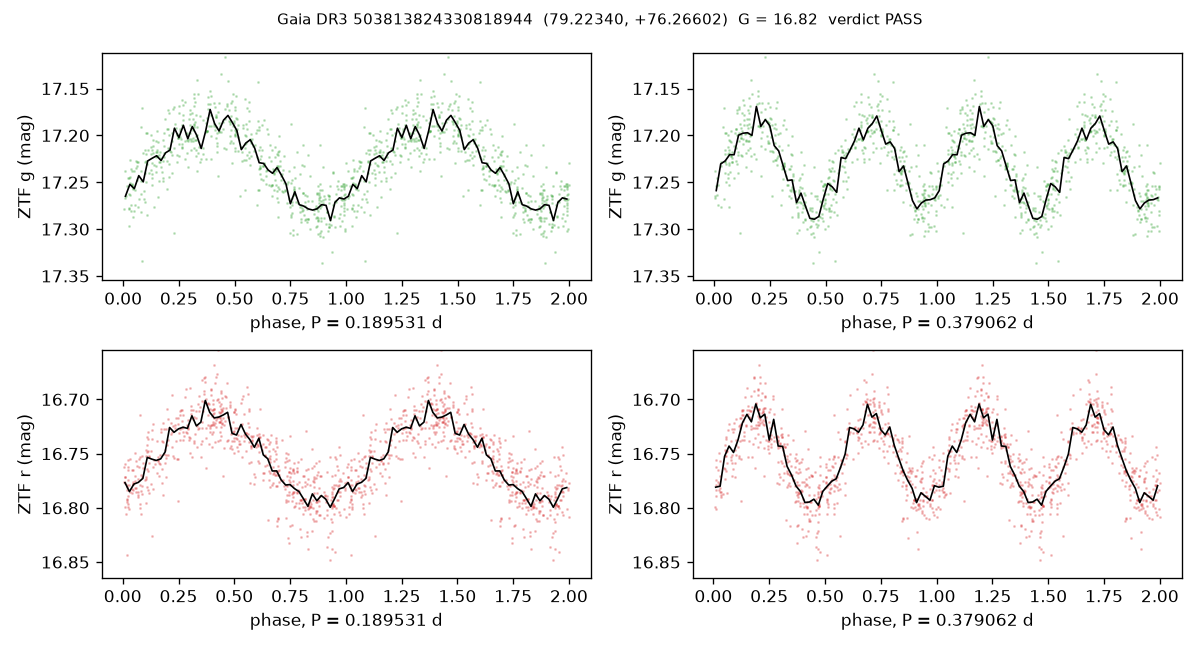 Gaia DR3 503813824330818944 (79.22340, +76.26602) G = 16.82 verdict PASS
ZTF g (mag)
17.15
17.20
17.25
17.30
17.35
0.00 0.25 0.50 0.75 1.00 1.25 1.50 1.75 2.00
phase, P = 0.189531 d
ZTF g (mag)
17.15
17.20
17.25
17.30
17.35
0.00 0.25 0.50 0.75 1.00 1.25 1.50 1.75 2.00
phase, P = 0.379062 d
ZTF r (mag)
16.70
16.75
16.80
16.85
0.00 0.25 0.50 0.75 1.00 1.25 1.50 1.75 2.00
phase, P = 0.189531 d
ZTF r (mag)
16.70
16.75
16.80
16.85
0.00 0.25 0.50 0.75 1.00 1.25 1.50 1.75 2.00
phase, P = 0.379062 d